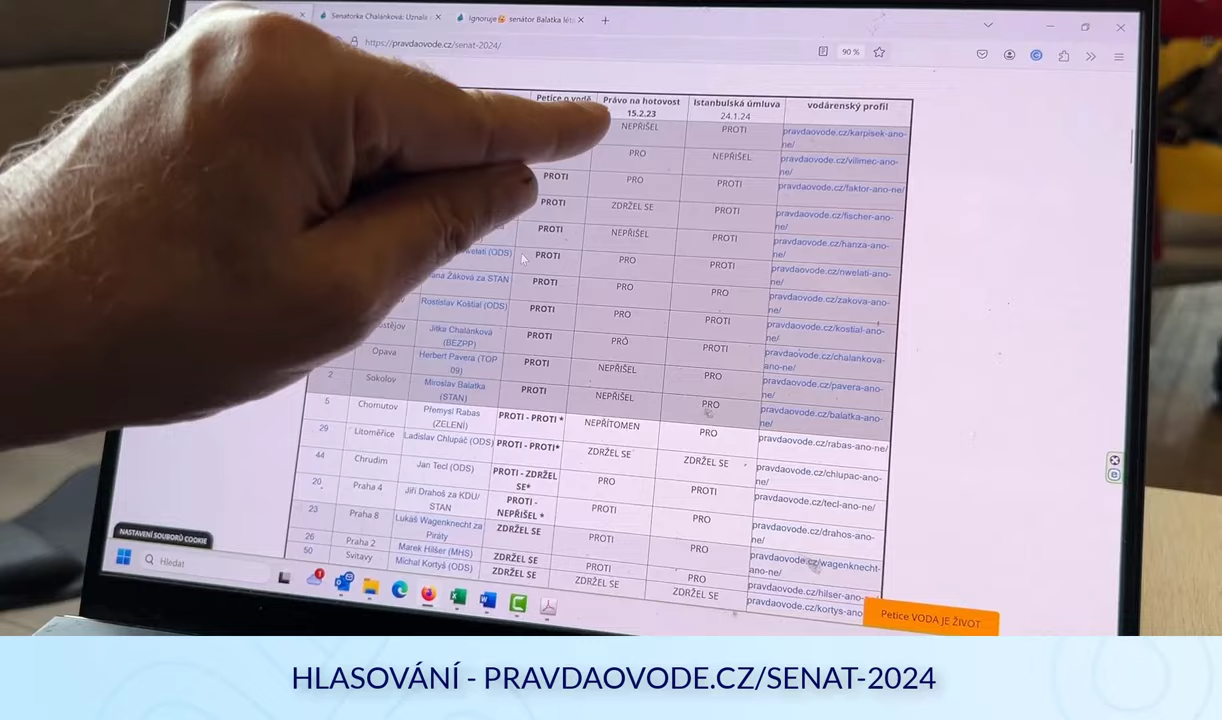 Senátorka Chalánková: Uznala
Ignoruje senátor Balatka léta
https://pravdaovode.cz/senat-2024/
90 %
Petice o vodě
Právo na hotovost
15.2.23
Istanbulská úmluva
24.1.24
vodárenský profil
NEPŘIŠEL
PROTI
pravdaovode.cz/karpisek-ano-
ne/
PRO
NEPŘIŠEL
pravdaovode.cz/vilimec-ano-
ne/
PROTI
PRO
PROTI
pravdaovode.cz/faktor-ano-ne/
PROTI
ZDRŽEL SE
PROTI
pravdaovode.cz/fischer-ano-
ne/
PROTI
NEPŘIŠEL
PROTI
pravdaovode.cz/hanza-ano-
ne/
(ODS)
PROTI
PRO
PROTI
pravdaovode.cz/nwelati-ano-
ne/
Žáková za STAN
PROTI
PRO
PRO
pravdaovode.cz/zakova-ano-
ne/
Rostislav Koštial (ODS)
PROTI
PRO
PROTI
pravdaovode.cz/kostial-ano-
ne/
Jitka Chalánková
(BEZPP)
PROTI
PRO
PROTI
pravdaovode.cz/chalankova-
ano-ne/
Opava
Herbert Pavera (TOP
09)
PROTI
NEPŘIŠEL
PRO
pravdaovode.cz/pavera-ano-
ne/
2
Sokolov
Miroslav Balatka
(STAN)
PROTI
NEPŘIŠEL
PRO
pravdaovode.cz/balatka-ano-
ne/
5
Chomutov
Přemysl Rabas
(ZELENÍ)
PROTI - PROTI *
NEPŘÍTOMEN
PRO
pravdaovode.cz/rabas-ano-ne/
29
Litoměřice
Ladislav Chlupáč (ODS)
PROTI - PROTI*
ZDRŽEL SE
ZDRŽEL SE
pravdaovode.cz/chlupac-ano-
ne/
44
Chrudim
Jan Tecl (ODS)
PROTI - ZDRŽEL
SE*
PRO
PROTI
pravdaovode.cz/tecl-ano-ne/
20
Praha 4
Jiří Drahoš za KDU/
STAN
PROTI -
NEPŘIŠEL *
PROTI
PRO
pravdaovode.cz/drahos-ano-
ne/
23
Praha 8
Lukáš Wagenknecht za
Piráty
ZDRŽEL SE
PROTI
PRO
pravdaovode.cz/wagenknecht-
ano-ne/
26
Praha 2
Marek Hilšer (MHS)
ZDRŽEL SE
PROTI
PRO
pravdaovode.cz/hilser-ano-
50
Svitavy
Michal Kortyš (ODS)
ZDRŽEL SE
ZDRŽEL SE
ZDRŽEL SE
pravdaovode.cz/kortys-ano
NASTAVENÍ SOUBORŮ COOKIE
Petice VODA JE ŽIVOT
Hledat
HLASOVÁNÍ - PRAVDAOVODE.CZ/SENAT-2024